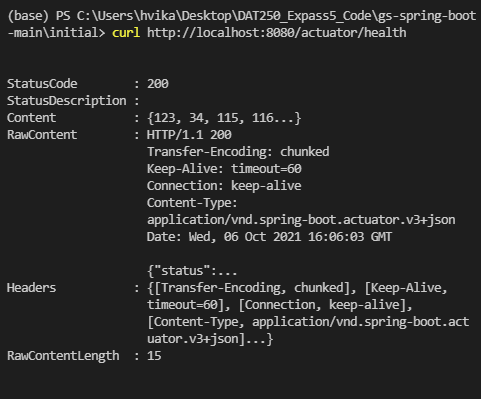 (base) PS C:\Users\hvika\Desktop\DAT250_Expass5_Code\gs-spring-boot
-main\initial> curl http://localhost:8080/actuator/health
StatusCode        : 200
StatusDescription :
Content           : {123, 34, 115, 116...}
RawContent        : HTTP/1.1 200
                    Transfer-Encoding: chunked
                    Keep-Alive: timeout=60
                    Connection: keep-alive
                    Content-Type:
                    application/vnd.spring-boot.actuator.v3+json
                    Date: Wed, 06 Oct 2021 16:06:03 GMT
                    {"status":...
Headers           : {[Transfer-Encoding, chunked], [Keep-Alive,
                    timeout=60], [Connection, keep-alive],
                    [Content-Type, application/vnd.spring-boot.act
                    uator.v3+json]...}
RawContentLength  : 15